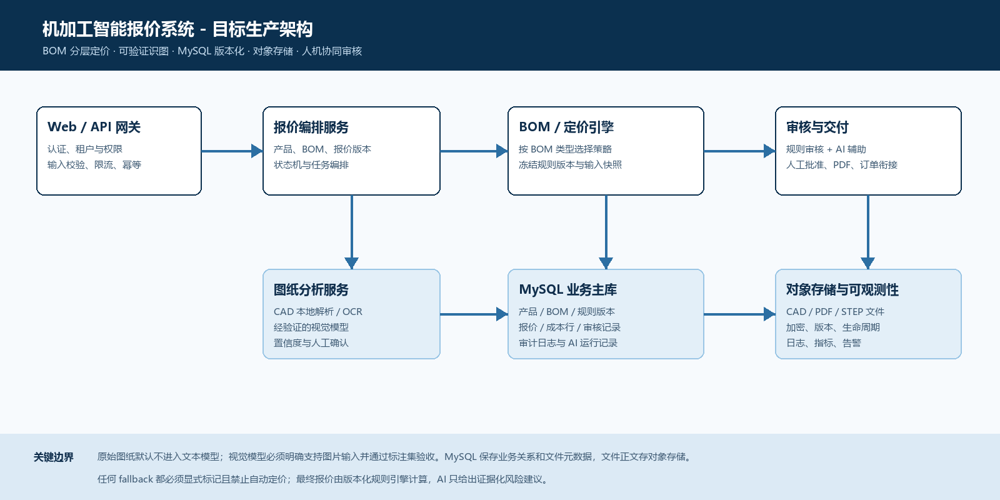 机加工智能报价系统 - 目标生产架构
BOM 分层定价 · 可验证识图 · MySQL 版本化 · 对象存储 · 人机协同审核
Web / API 网关
认证、租户与权限
输入校验、限流、幂等
报价编排服务
产品、BOM、报价版本
状态机与任务编排
BOM / 定价引擎
按 BOM 类型选择策略
冻结规则版本与输入快照
审核与交付
规则审核 + AI 辅助
人工批准、PDF、订单衔接
图纸分析服务
CAD 本地解析 / OCR
经验证的视觉模型
置信度与人工确认
MySQL 业务主库
产品 / BOM / 规则版本
报价 / 成本行 / 审核记录
审计日志与 AI 运行记录
对象存储与可观测性
CAD / PDF / STEP 文件
加密、版本、生命周期
日志、指标、告警
关键边界
原始图纸默认不进入文本模型；视觉模型必须明确支持图片输入并通过标注集验收。MySQL 保存业务关系和文件元数据，文件正文存对象存储。
任何 fallback 都必须显式标记且禁止自动定价；最终报价由版本化规则引擎计算，AI 只给出证据化风险建议。